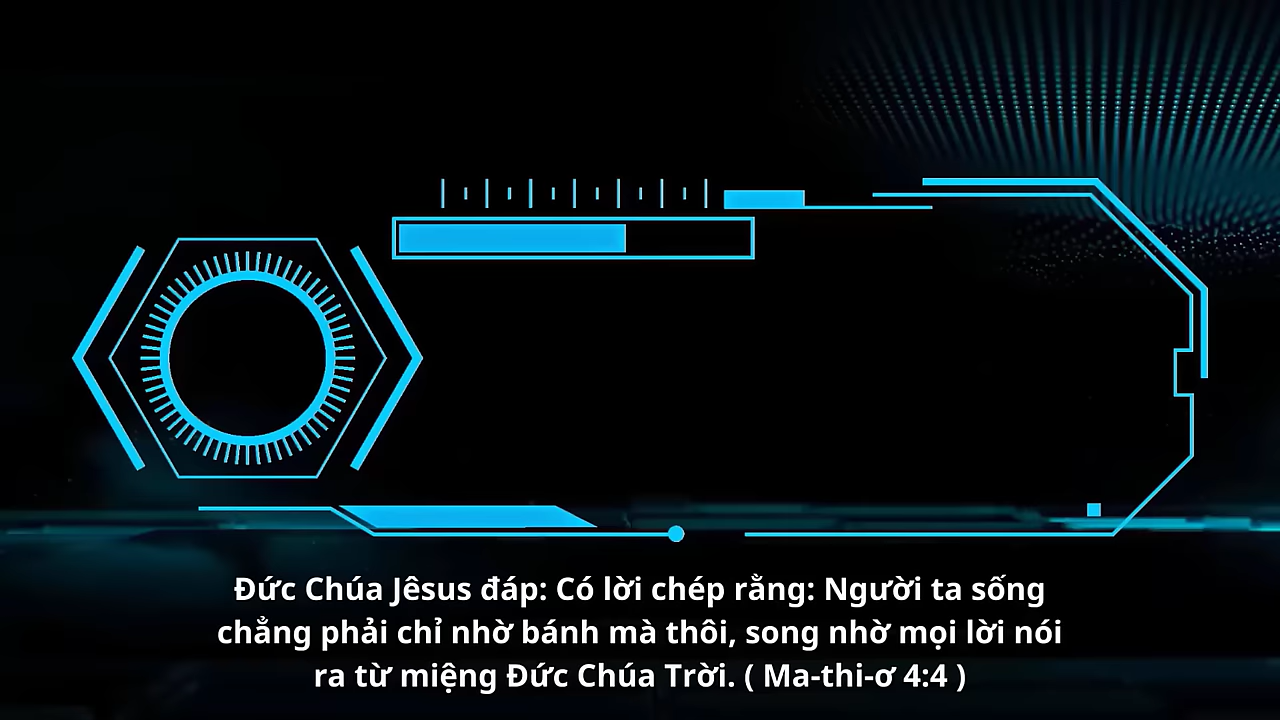 Đức Chúa Jêsus đáp: Có lời chép rằng: Người ta sống
chẳng phải chỉ nhờ bánh mà thôi, song nhờ mọi lời nói
ra từ miệng Đức Chúa Trời. ( Ma-thi-ơ 4:4 )